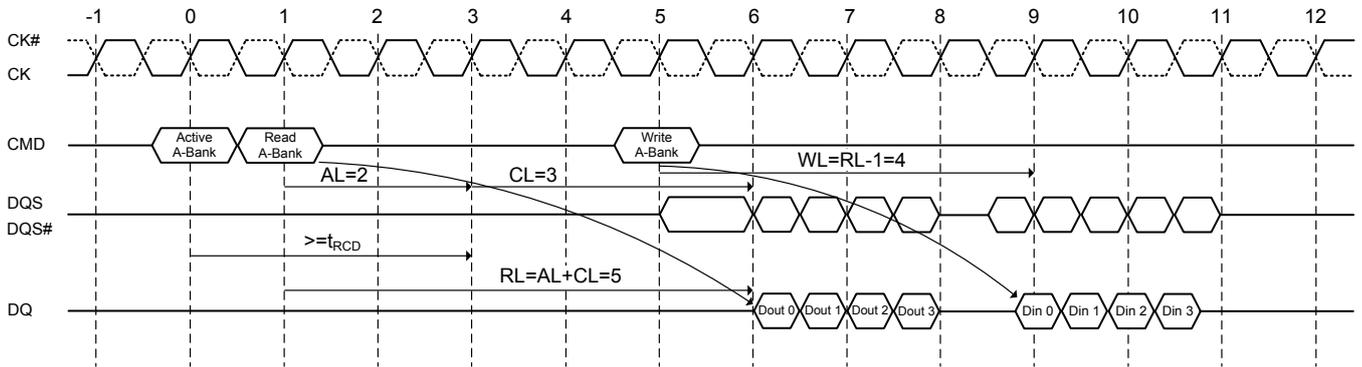 -1 0 1 2 3 4 5 6 7 8 9 10 11 12
CK#
CK
CMD
Active
A-Bank
Read
A-Bank
Write
A-Bank
WL=RL-1=4
AL=2
CL=3
DQS
DQS#
>=tRCD
RL=AL+CL=5
DQ
Dout 0 Dout 1 Dout 2 Dout 3 Din 0 Din 1 Din 2 Din 3